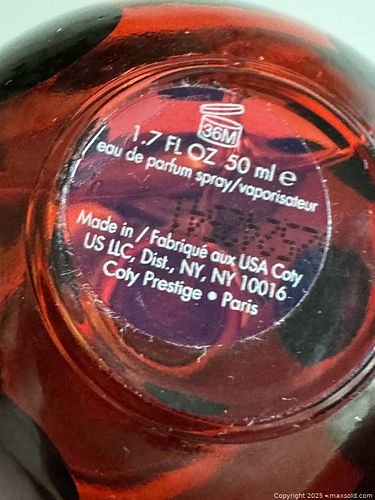 36M
1.7 FL OZ 50 ml e
eau de parfum spray/vaporisateur
Made in / Fabriqué aux USA Coty
US LLC, Dist., NY, NY 10016
Coty Prestige • Paris
Copyright 2025 - maxsold.com